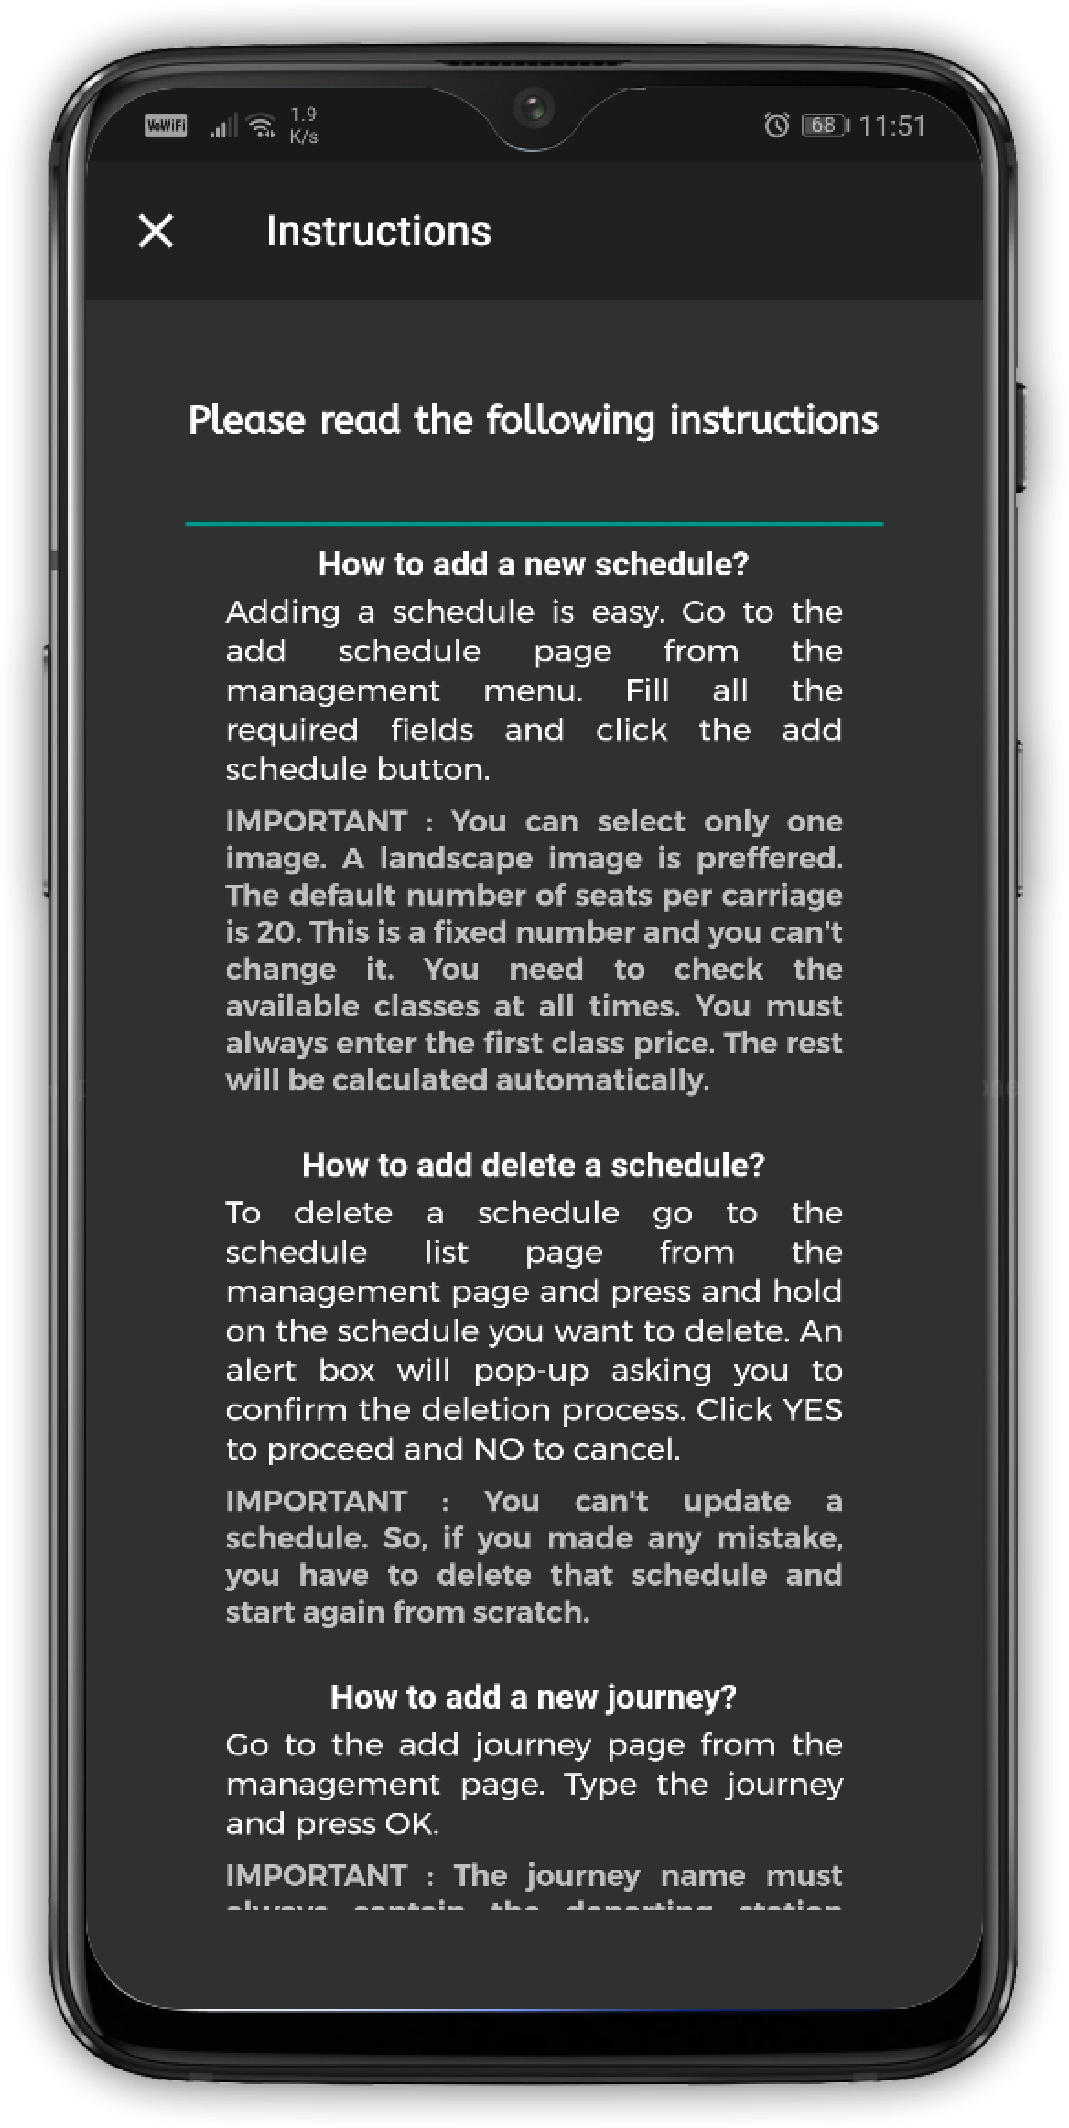 VoWiFi 1.9 K/s 68 11:51
Instructions
Please read the following instructions
How to add a new schedule?
Adding a schedule is easy. Go to the
add schedule page from the
management menu. Fill all the
required fields and click the add
schedule button.
IMPORTANT : You can select only one
image. A landscape image is preffered.
The default number of seats per carriage
is 20. This is a fixed number and you can't
change it. You need to check the
available classes at all times. You must
always enter the first class price. The rest
will be calculated automatically.
How to add delete a schedule?
To delete a schedule go to the
schedule list page from the
management page and press and hold
on the schedule you want to delete. An
alert box will pop-up asking you to
confirm the deletion process. Click YES
to proceed and NO to cancel.
IMPORTANT : You can't update a
schedule. So, if you made any mistake,
you have to delete that schedule and
start again from scratch.
How to add a new journey?
Go to the add journey page from the
management page. Type the journey
and press OK.
IMPORTANT : The journey name must
always contain the departing station